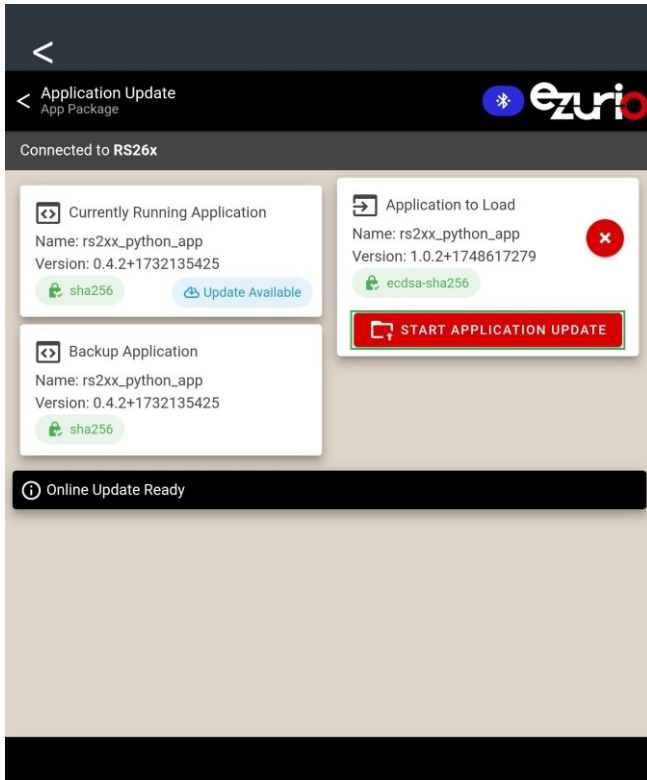 <
< Application Update
App Package
ezurio
Connected to RS26x
Currently Running Application
Name: rs2xx_python_app
Version: 0.4.2+1732135425
sha256
Update Available
Backup Application
Name: rs2xx_python_app
Version: 0.4.2+1732135425
sha256
Application to Load
Name: rs2xx_python_app
Version: 1.0.2+1748617279
ecdsa-sha256
START APPLICATION UPDATE
Online Update Ready